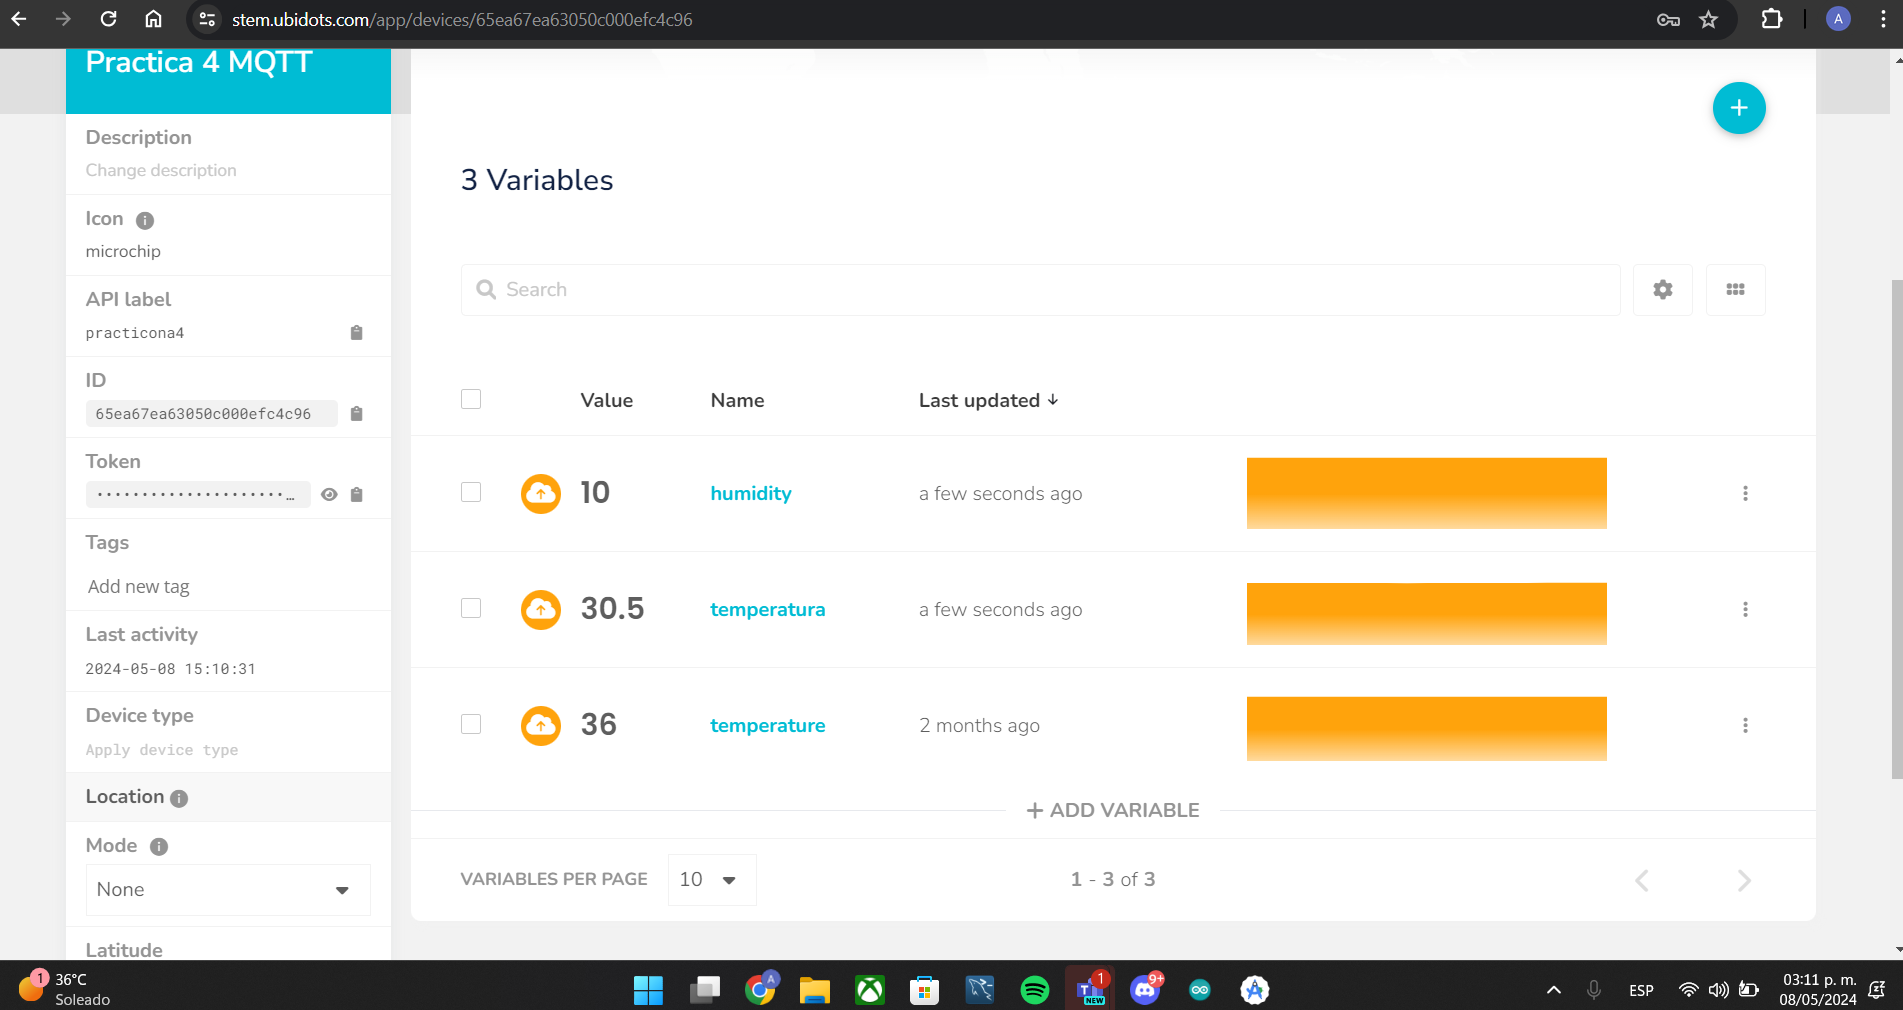 stem.ubidots.com/app/devices/65ea67ea63050c000efc4c96
A
Practica 4 MQTT
Description
Change description
Icon
microchip
API label
practicona4
ID
65ea67ea63050c000efc4c96
Token
Tags
Add new tag
Last activity
2024-05-08 15:10:31
Device type
Apply device type
Location
Mode
None
Latitude
3 Variables
Search
Value Name Last updated
10 humidity a few seconds ago
30.5 temperatura a few seconds ago
36 temperature 2 months ago
+ ADD VARIABLE
VARIABLES PER PAGE 10 1 - 3 of 3
1
36°C
Soleado
A
1
T
NEW
9+
ESP
03:11 p. m.
08/05/2024